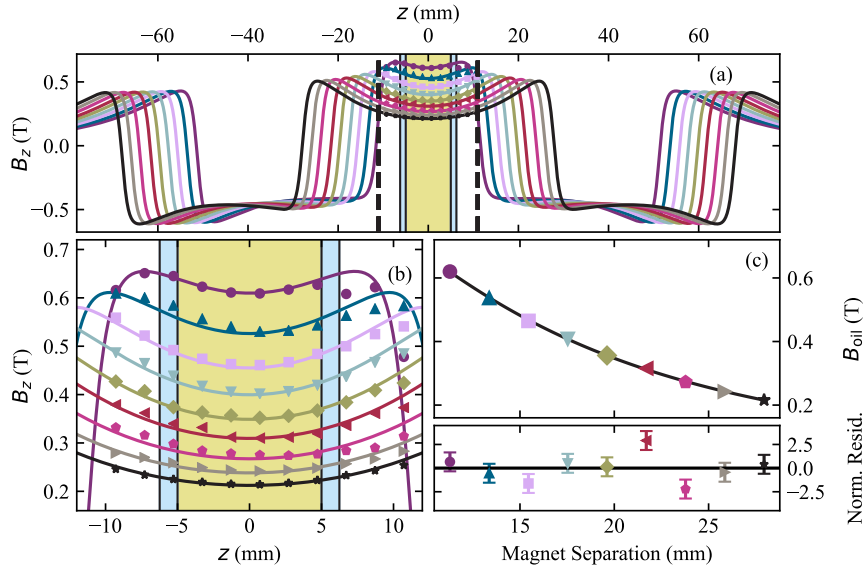 z (mm)
−60 −40 −20 0 20 40 60
(a)
B_z (T)
0.5
0.0
−0.5
(b)
B_z (T)
0.7
0.6
0.5
0.4
0.3
0.2
−10 −5 0 5 10
z (mm)
(c)
B_oil (T)
0.6
0.4
0.2
Norm. Resid.
2.5
0.0
−2.5
15 20 25
Magnet Separation (mm)